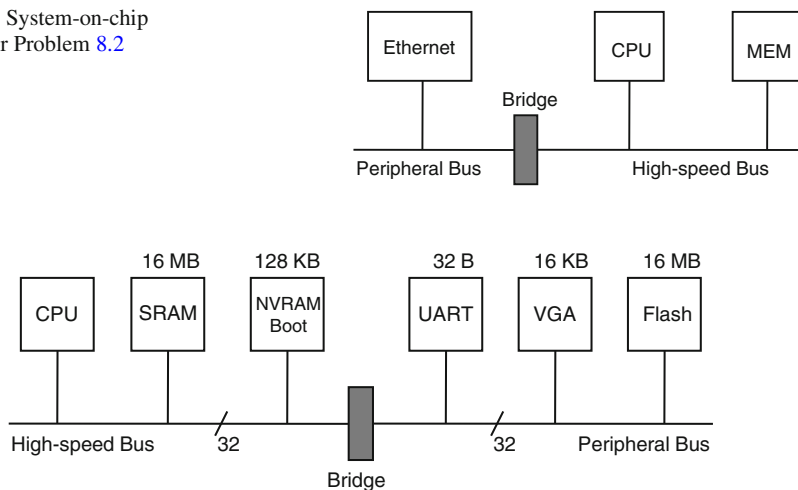 System-on-chip
r Problem 8.2
Ethernet
CPU
MEM
Bridge
Peripheral Bus
High-speed Bus
16 MB
128 KB
32 B
16 KB
16 MB
CPU
SRAM
NVRAM
Boot
UART
VGA
Flash
High-speed Bus
32
32
Peripheral Bus
Bridge